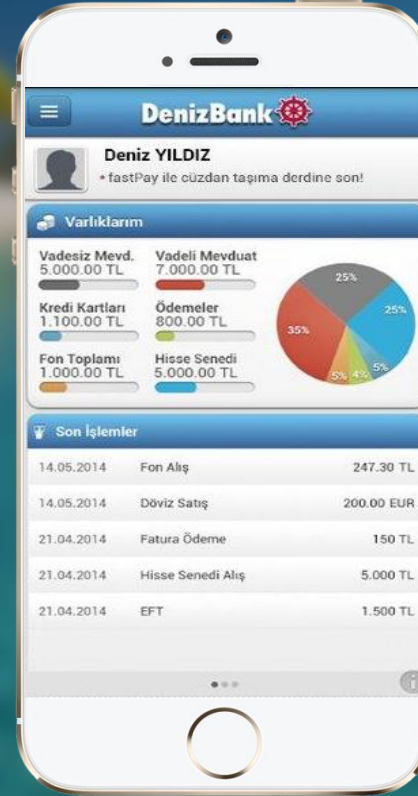 DenizBank
Deniz YILDIZ
• fastPay ile cüzdan taşıma derdine son!
Varlıklarım
Vadesiz Mevd. Vadeli Mevduat
5.000.00 TL 7.000.00 TL
Kredi Kartları Ödemeler
1.100.00 TL 800.00 TL
Fon Toplamı Hisse Senedi
1.000.00 TL 5.000.00 TL
25%
25%
35%
5% 4% 5%
Son İşlemler
14.05.2014 Fon Alış 247.30 TL
14.05.2014 Döviz Satış 200.00 EUR
21.04.2014 Fatura Ödeme 150 TL
21.04.2014 Hisse Senedi Alış 5.000 TL
21.04.2014 EFT 1.500 TL